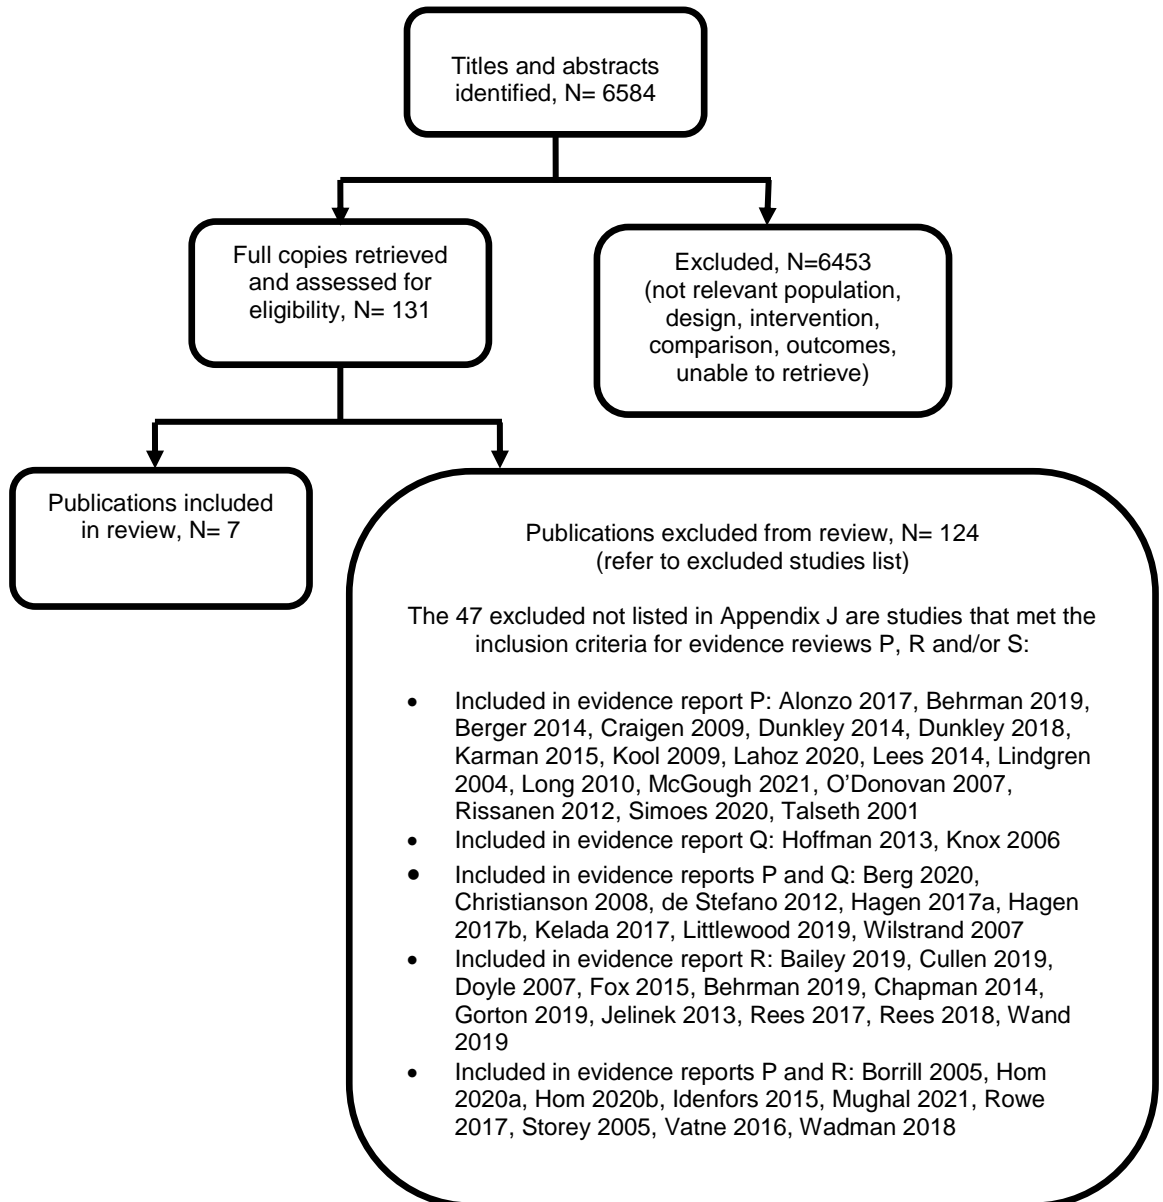 Titles and abstracts
identified, N= 6584
Full copies retrieved
and assessed for
eligibility, N= 131
Excluded, N=6453
(not relevant population,
design, intervention,
comparison, outcomes,
unable to retrieve)
Publications included
in review, N= 7
Publications excluded from review, N= 124
(refer to excluded studies list)
The 47 excluded not listed in Appendix J are studies that met the
inclusion criteria for evidence reviews P, R and/or S:
• Included in evidence report P: Alonzo 2017, Behrman 2019,
Berger 2014, Craigen 2009, Dunkley 2014, Dunkley 2018,
Karman 2015, Kool 2009, Lahoz 2020, Lees 2014, Lindgren
2004, Long 2010, McGough 2021, O’Donovan 2007,
Rissanen 2012, Simoes 2020, Talseth 2001
• Included in evidence report Q: Hoffman 2013, Knox 2006
• Included in evidence reports P and Q: Berg 2020,
Christianson 2008, de Stefano 2012, Hagen 2017a, Hagen
2017b, Kelada 2017, Littlewood 2019, Wilstrand 2007
• Included in evidence report R: Bailey 2019, Cullen 2019,
Doyle 2007, Fox 2015, Behrman 2019, Chapman 2014,
Gorton 2019, Jelinek 2013, Rees 2017, Rees 2018, Wand
2019
• Included in evidence reports P and R: Borrill 2005, Hom
2020a, Hom 2020b, Idenfors 2015, Mughal 2021, Rowe
2017, Storey 2005, Vatne 2016, Wadman 2018